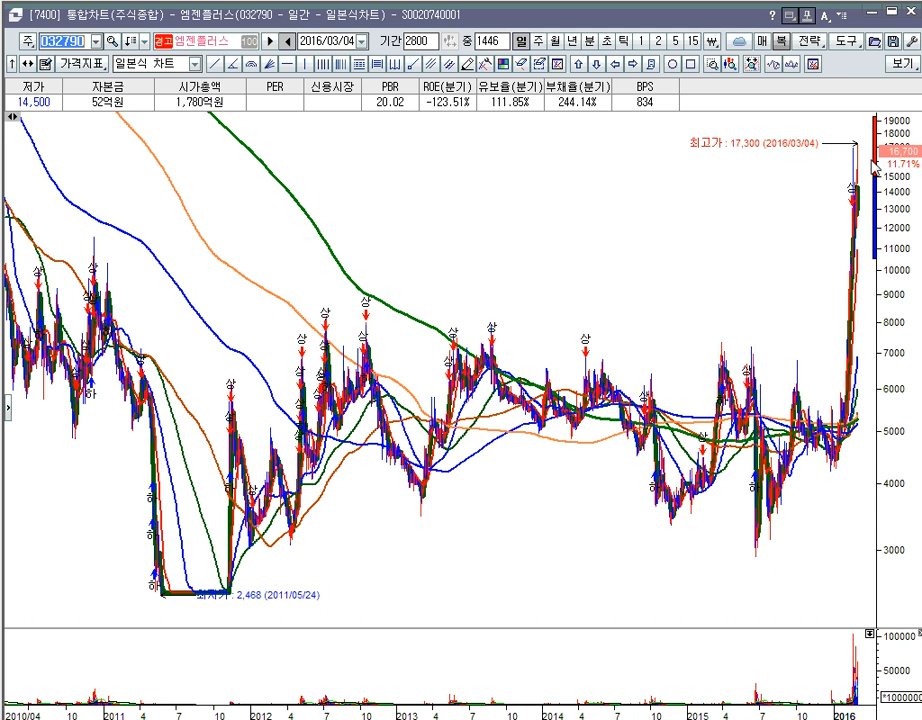 [7400] 통합차트(주식종합) - 엠젠플러스(032790 - 일간 - 일본식차트) - S0020740001
주 032790 경고 엠젠플러스 100 2016/03/04 기간 2800 중 1446 일 주 월 년 분 초 틱 1 2 5 15 ₩ 매 복 전략 도구
가격지표 일본식 차트 보기
저가 자본금 시가총액 PER 신용시장 PBR ROE(분기) 유보율(분기) 부채율(분기) BPS
14,500 52억원 1,780억원 20.02 -123.51% 111.85% 244.14% 834
최고가 : 17,300 (2016/03/04)
19000
18000
16,700
11.71%
15000
14000
13000
12000
11000
10000
9000
8000
7000
6000
5000
4000
3000
: 2,468 (2011/05/24)
100000
50000
*1000000
2010/04 7 10 2011 4 7 10 2012 4 7 10 2013 4 7 10 2014 4 7 10 2015 4 7 10 2016